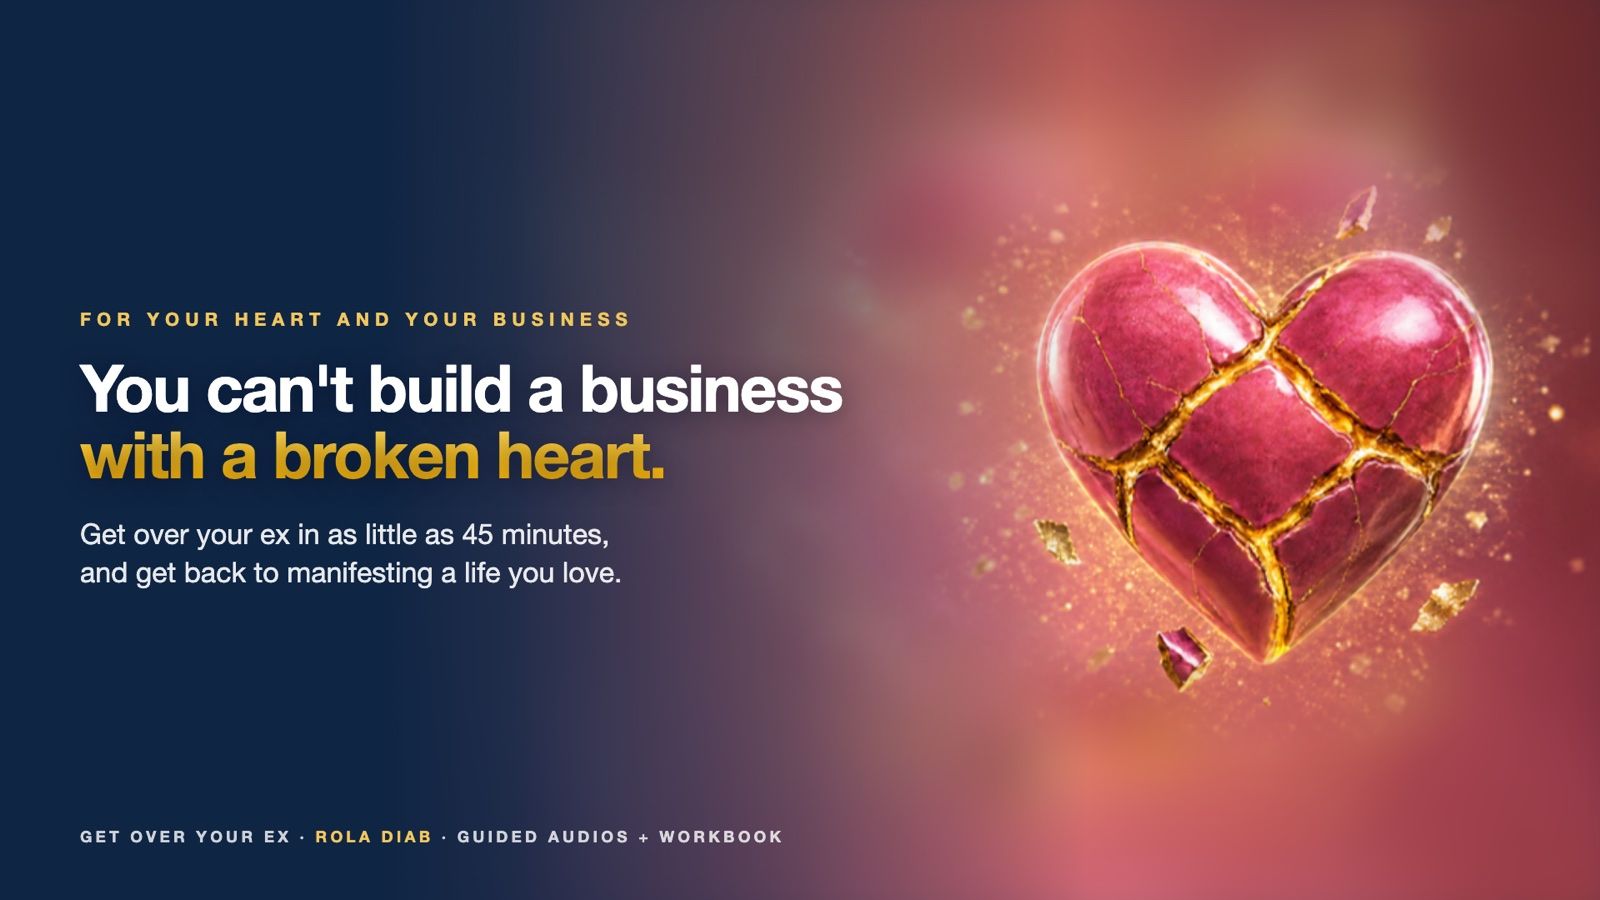 FOR YOUR HEART AND YOUR BUSINESS
You can't build a business
with a broken heart.
Get over your ex in as little as 45 minutes,
and get back to manifesting a life you love.
GET OVER YOUR EX · ROLA DIAB · GUIDED AUDIOS + WORKBOOK